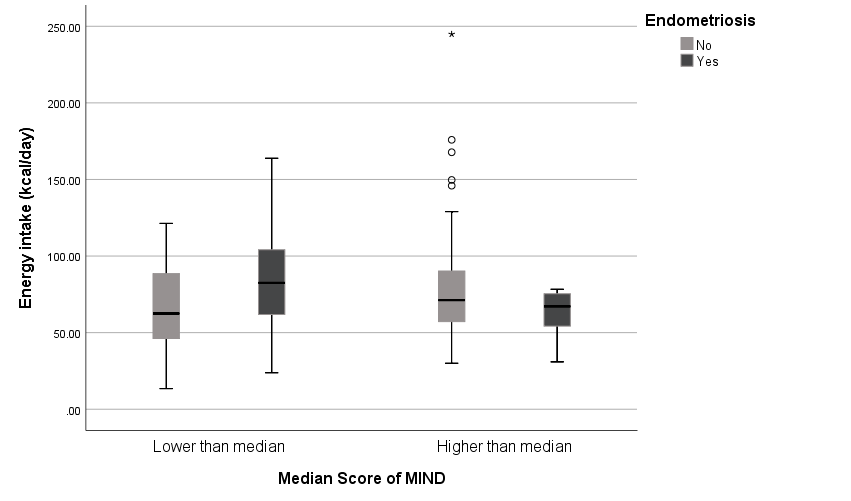 Endometriosis
No
Yes
Energy intake (kcal/day)
250.00
200.00
150.00
100.00
50.00
.00
Lower than median
Higher than median
Median Score of MIND